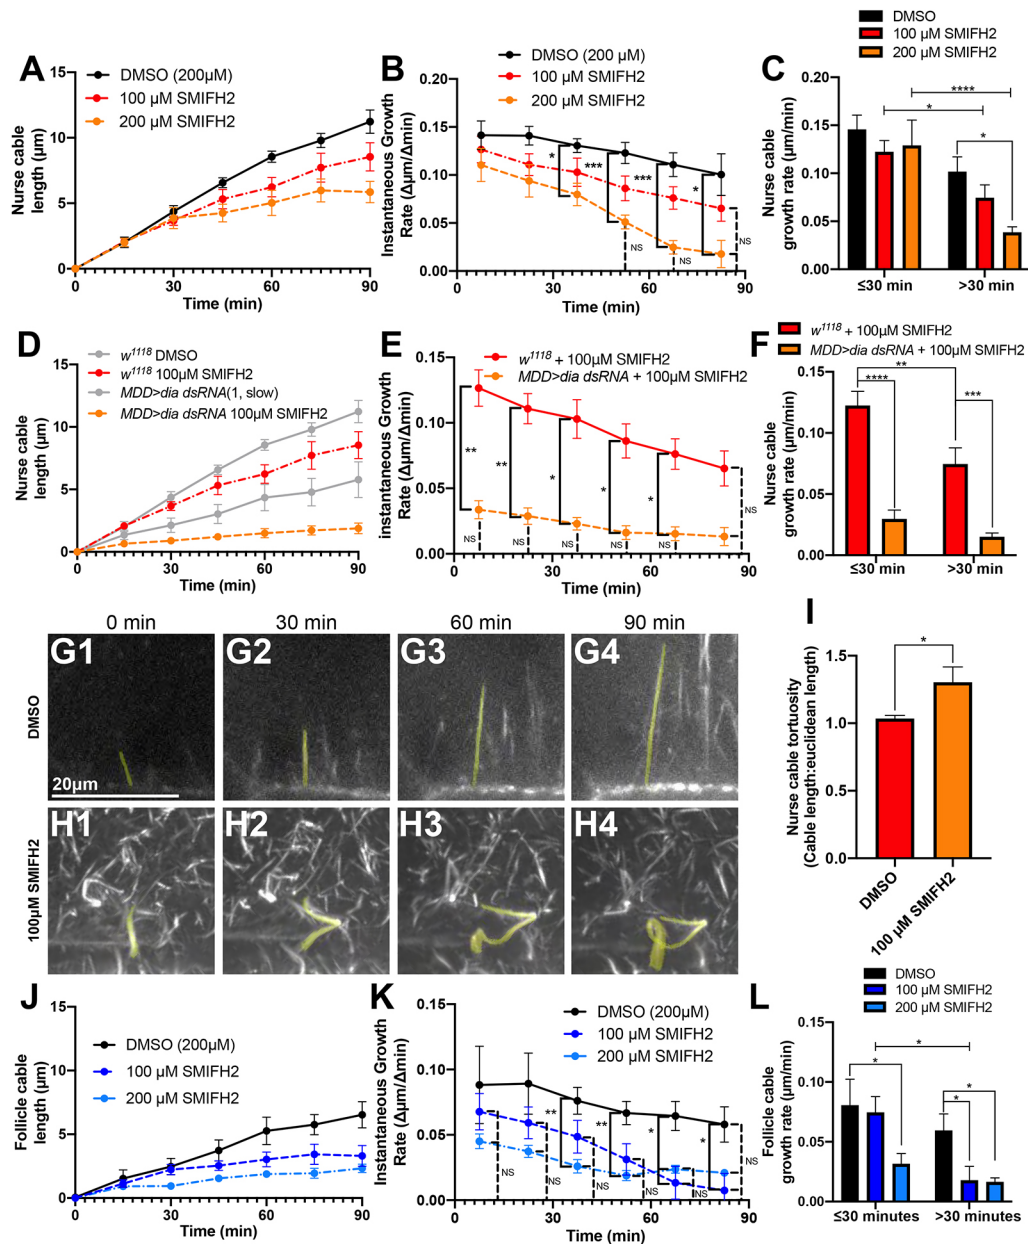 A
15
10
5
0
0
30
60
90
Nurse cable
length (µm)
Time (min)
DMSO (200µM)
100 µM SMIFH2
200 µM SMIFH2
B
0.20
0.15
0.10
0.05
0.00
0
30
60
90
Instantaneous Growth
Rate (Δµm/Δmin)
Time (min)
DMSO (200 µM)
100 µM SMIFH2
200 µM SMIFH2
*
***
***
*
NS
NS
NS
C
DMSO
100 µM SMIFH2
200 µM SMIFH2
0.20
0.15
0.10
0.05
0.00
Nurse cable
growth rate (µm/min)
****
*
*
≤30 min
>30 min
D
w1118 DMSO
w1118 100µM SMIFH2
MDD>dia dsRNA(1, slow)
MDD>dia dsRNA 100µM SMIFH2
15
10
5
0
0
30
60
90
Nurse cable
length (µm)
Time (min)
E
w1118 + 100µM SMIFH2
MDD>dia dsRNA + 100µM SMIFH2
0.15
0.10
0.05
0.00
0
30
60
90
instantaneous Growth
Rate (Δµm/Δmin)
Time (min)
**
**
*
*
*
NS
NS
NS
NS
NS
NS
F
w1118 + 100µM SMIFH2
MDD>dia dsRNA + 100µM SMIFH2
0.20
0.15
0.10
0.05
0.00
Nurse cable
growth rate (µm/min)
**
****
***
≤30 min
>30 min
0 min
30 min
60 min
90 min
G1
G2
G3
G4
DMSO
20µm
H1
H2
H3
H4
100µM SMIFH2
I
1.5
1.0
0.5
0.0
Nurse cable tortuosity
(Cable length:euclidean length)
*
DMSO
100 µM SMIFH2
J
15
10
5
0
0
30
60
90
Follicle cable
length (µm)
Time (min)
DMSO (200µM)
100 µM SMIFH2
200 µM SMIFH2
K
0.15
0.10
0.05
0.00
0
30
60
90
Instantaneous Growth
Rate (Δµm/Δmin)
Time (min)
DMSO (200µM)
100 µM SMIFH2
200 µM SMIFH2
**
**
*
*
NS
NS
NS
NS
NS
NS
NS
L
DMSO
100 µM SMIFH2
200 µM SMIFH2
0.20
0.15
0.10
0.05
0.00
Follicle cable
growth rate (µm/min)
*
*
*
*
≤30 minutes
>30 minutes